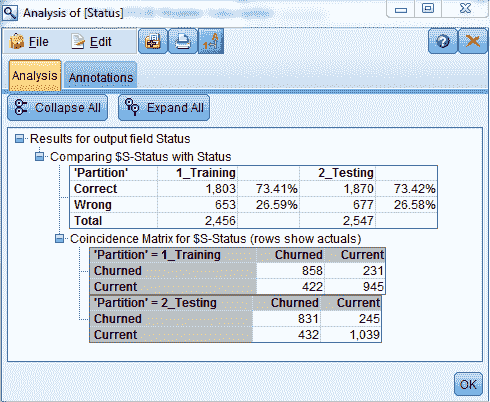 Analysis of [Status]
File Edit
Analysis Annotations
Collapse All Expand All
Results for output field Status
Comparing $S-Status with Status
'Partition' 1_Training 2_Testing
Correct 1,803 73.41% 1,870 73.42%
Wrong 653 26.59% 677 26.58%
Total 2,456 2,547
Coincidence Matrix for $S-Status (rows show actuals)
'Partition' = 1_Training Churned Current
Churned 858 231
Current 422 945
'Partition' = 2_Testing Churned Current
Churned 831 245
Current 432 1,039
OK